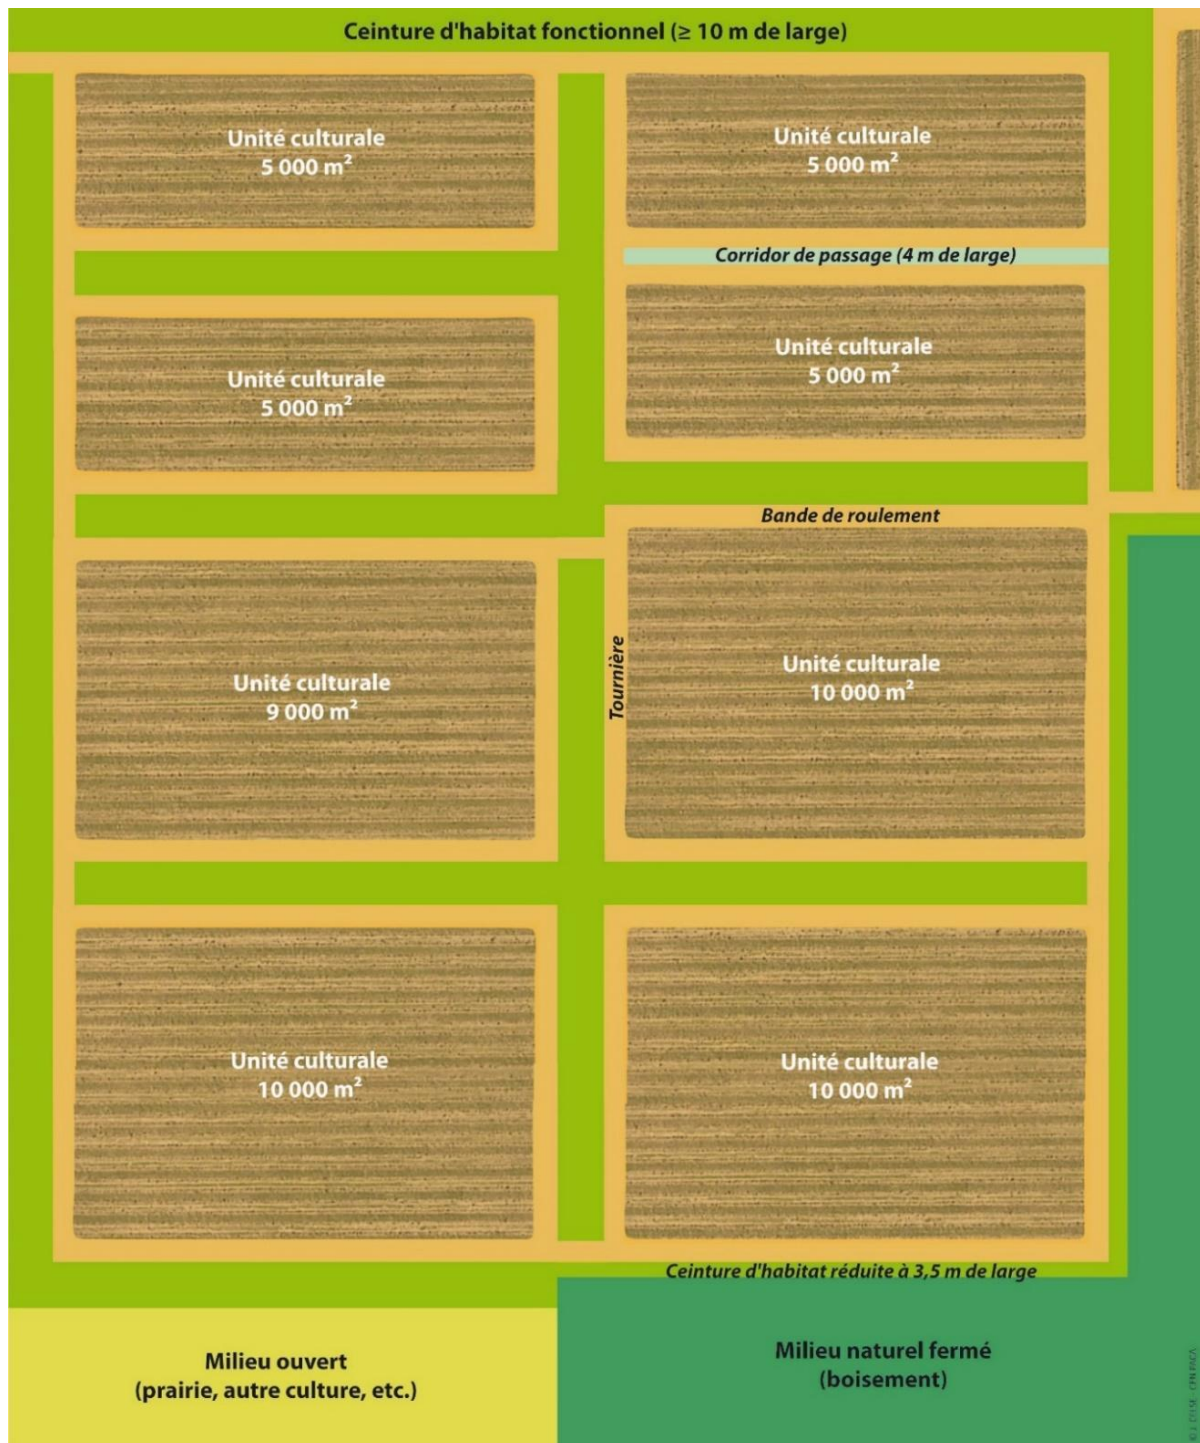 Ceinture d'habitat fonctionnel (≥ 10 m de large)
Unité culturale
5 000 m²
Unité culturale
5 000 m²
Corridor de passage (4 m de large)
Unité culturale
5 000 m²
Unité culturale
5 000 m²
Bande de roulement
Tournière
Unité culturale
9 000 m²
Unité culturale
10 000 m²
Unité culturale
10 000 m²
Unité culturale
10 000 m²
Ceinture d'habitat réduite à 3,5 m de large
Milieu ouvert
(prairie, autre culture, etc.)
Milieu naturel fermé
(boisement)